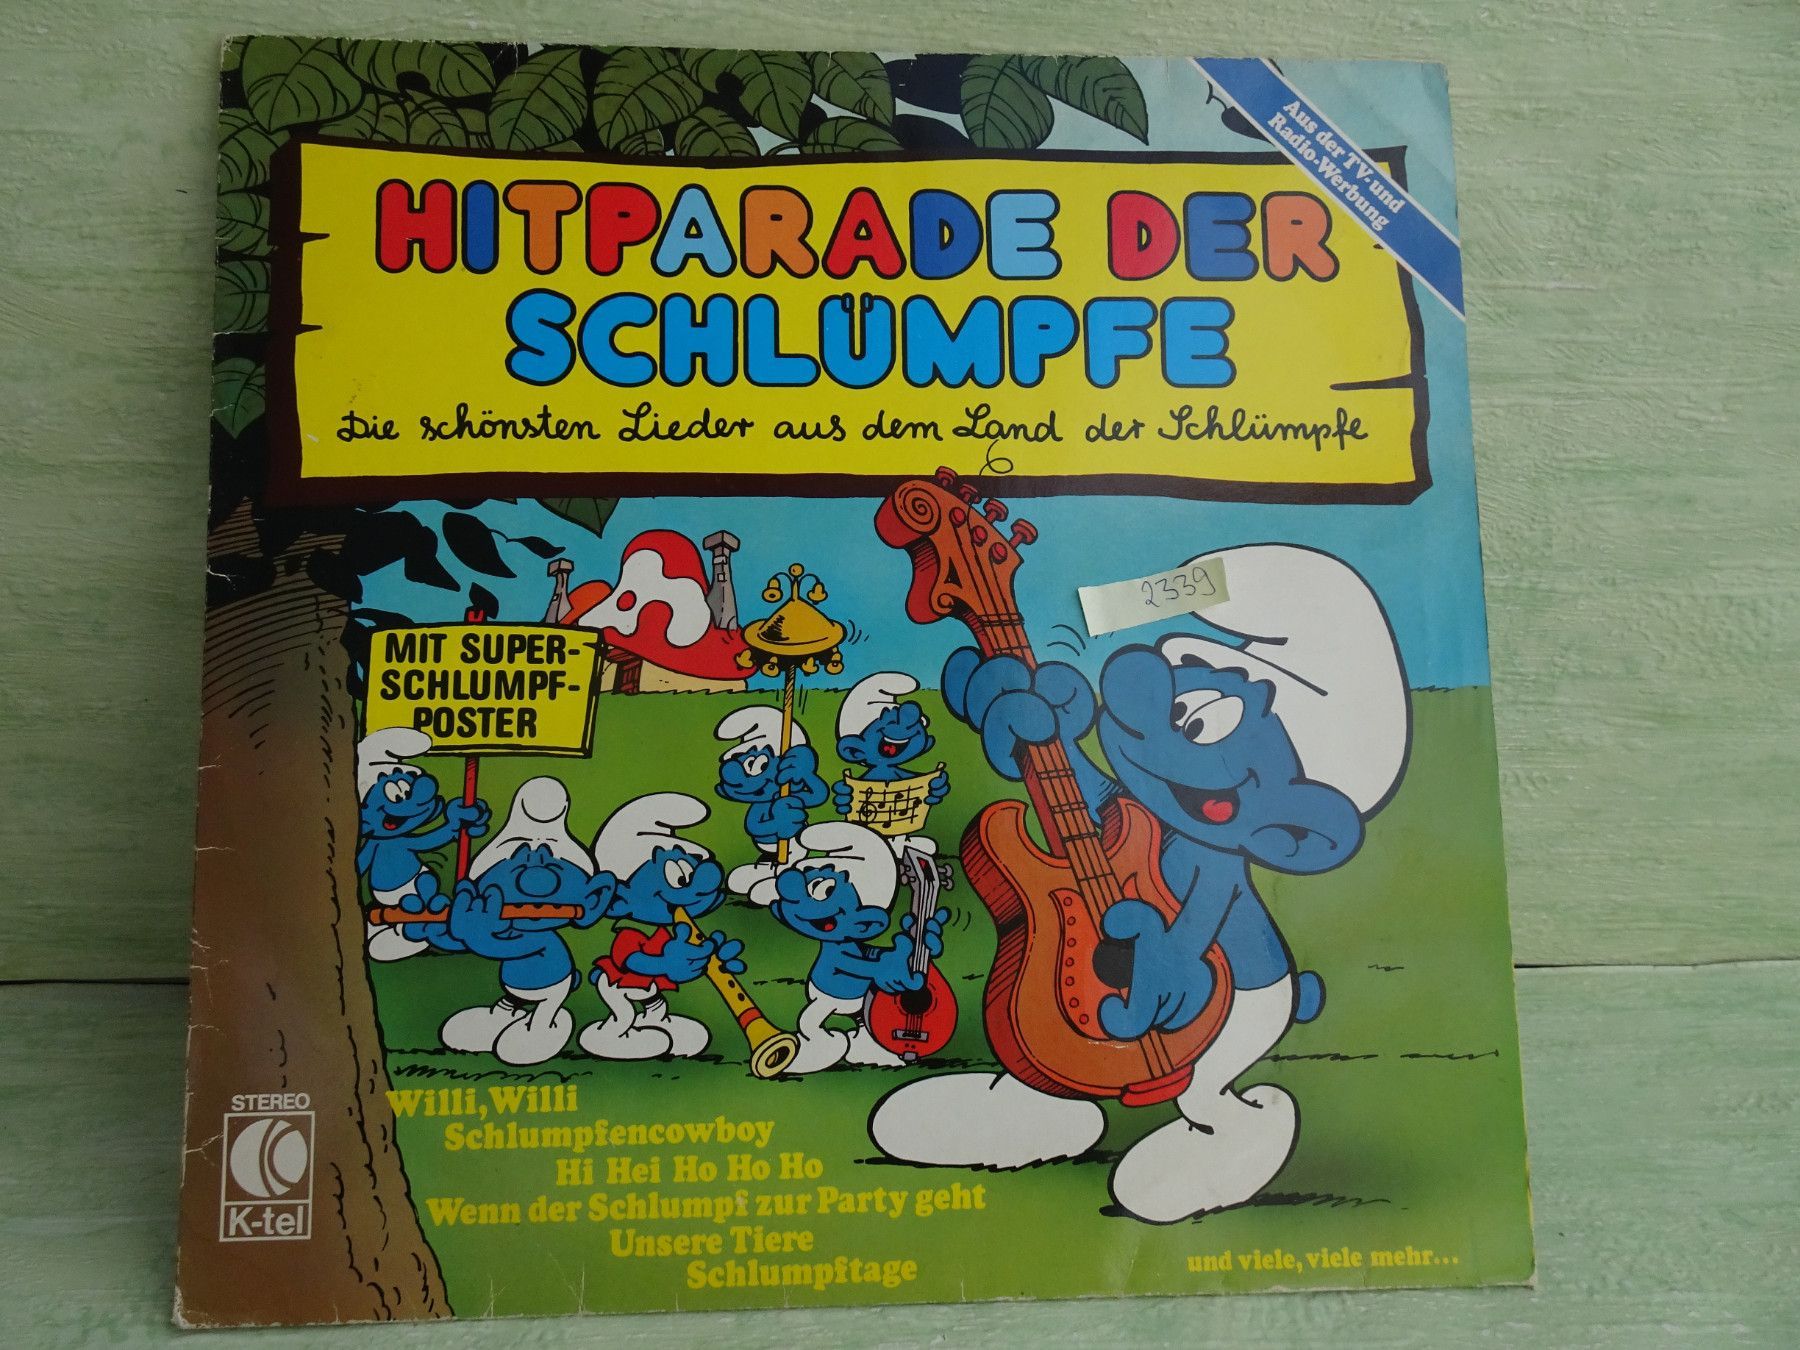 Aus der TV- und
Radio-Werbung
HITPARADE DER
SCHLÜMPFE
Die schönsten Lieder aus dem Land der Schlümpfe
2339
MIT SUPER-
SCHLUMPF-
POSTER
Willi, Willi
Schlumpfencowboy
Hi Hei Ho Ho Ho
Wenn der Schlumpf zur Party geht
Unsere Tiere
Schlumpftage
und viele, viele mehr...
STEREO
K-tel